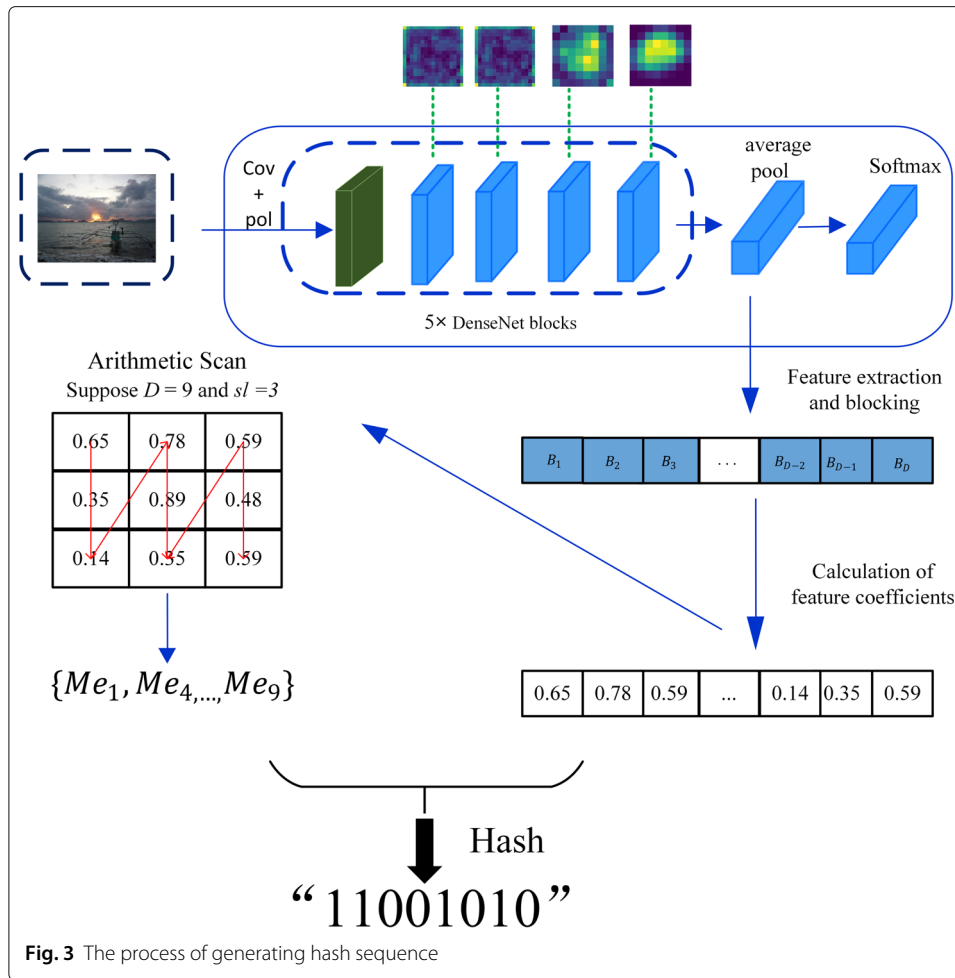 Cov
+
pol
average
pool
Softmax
5× DenseNet blocks
Arithmetic Scan
Suppose D = 9 and sl =3
0.65 0.78 0.59
0.35 0.89 0.48
0.14 0.35 0.59
{Me₁, Me₄,...,Me₉}
Feature extraction
and blocking
B₁ B₂ B₃ ... B_{D−2} B_{D−1} B_D
Calculation of
feature coefficients
0.65 0.78 0.59 ... 0.14 0.35 0.59
Hash
“11001010”
Fig. 3 The process of generating hash sequence